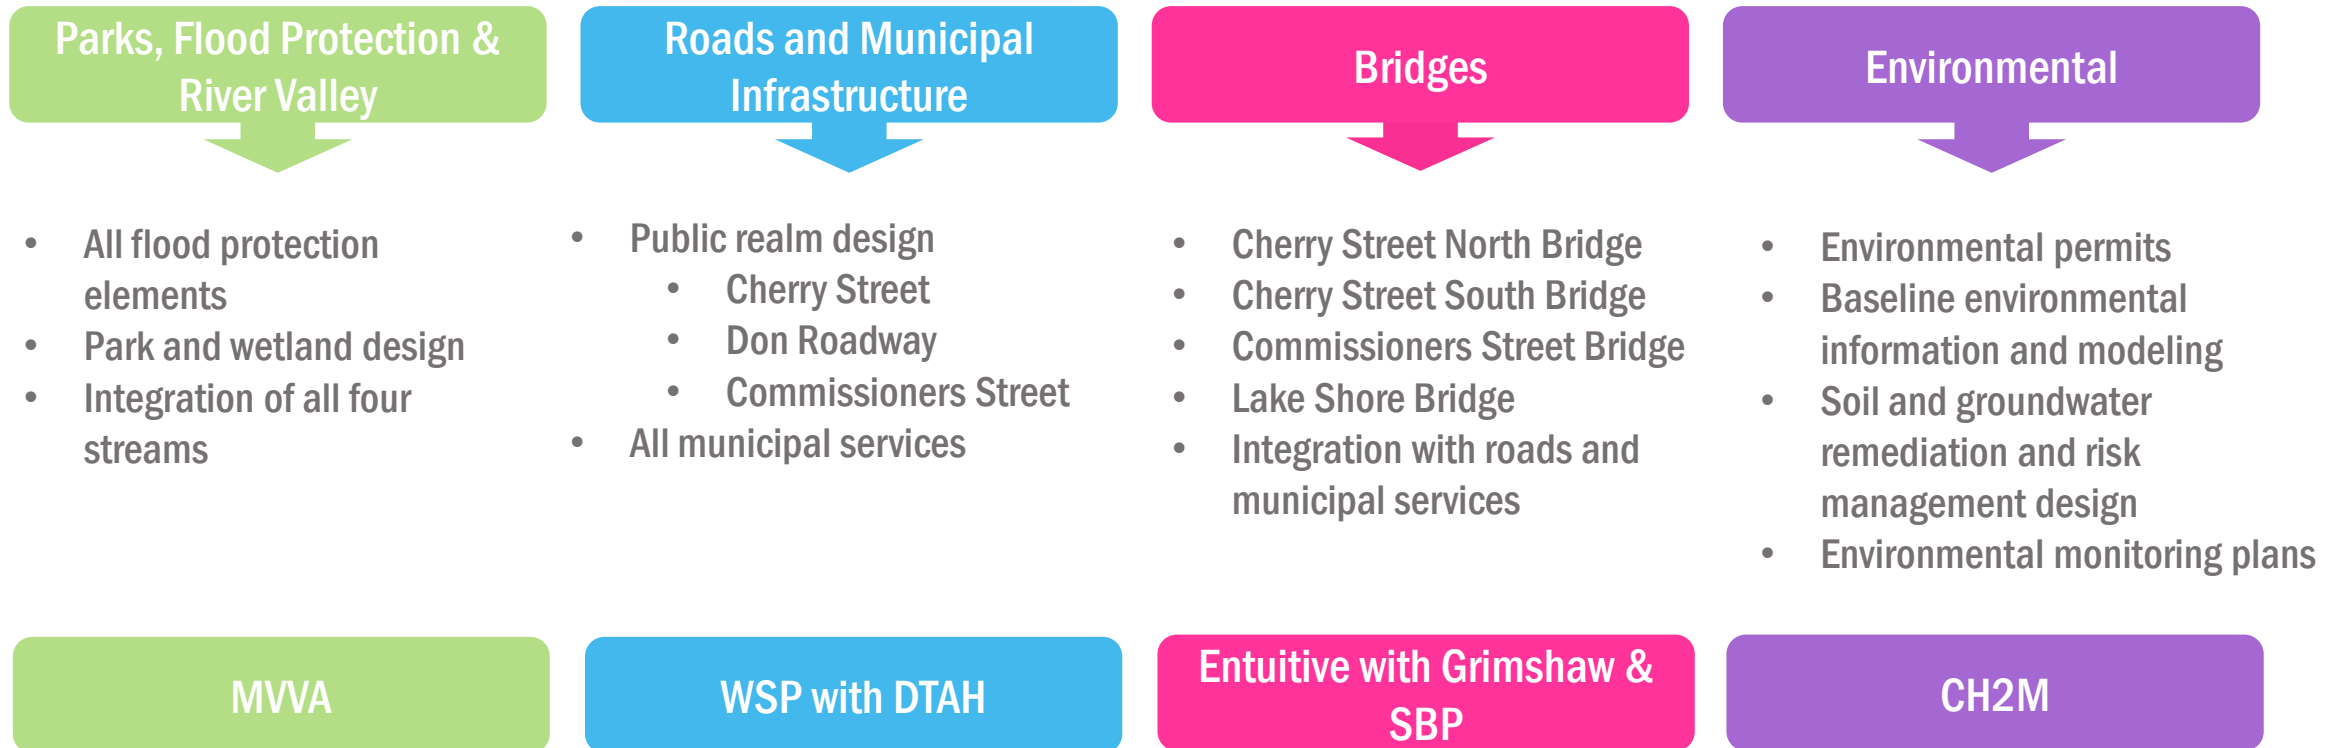 Parks, Flood Protection &
River Valley
• All flood protection
elements
• Park and wetland design
• Integration of all four
streams
MVVA
Roads and Municipal
Infrastructure
• Public realm design
• Cherry Street
• Don Roadway
• Commissioners Street
• All municipal services
WSP with DTAH
Bridges
• Cherry Street North Bridge
• Cherry Street South Bridge
• Commissioners Street Bridge
• Lake Shore Bridge
• Integration with roads and
municipal services
Entuitive with Grimshaw &
SBP
Environmental
• Environmental permits
• Baseline environmental
information and modeling
• Soil and groundwater
remediation and risk
management design
• Environmental monitoring plans
CH2M